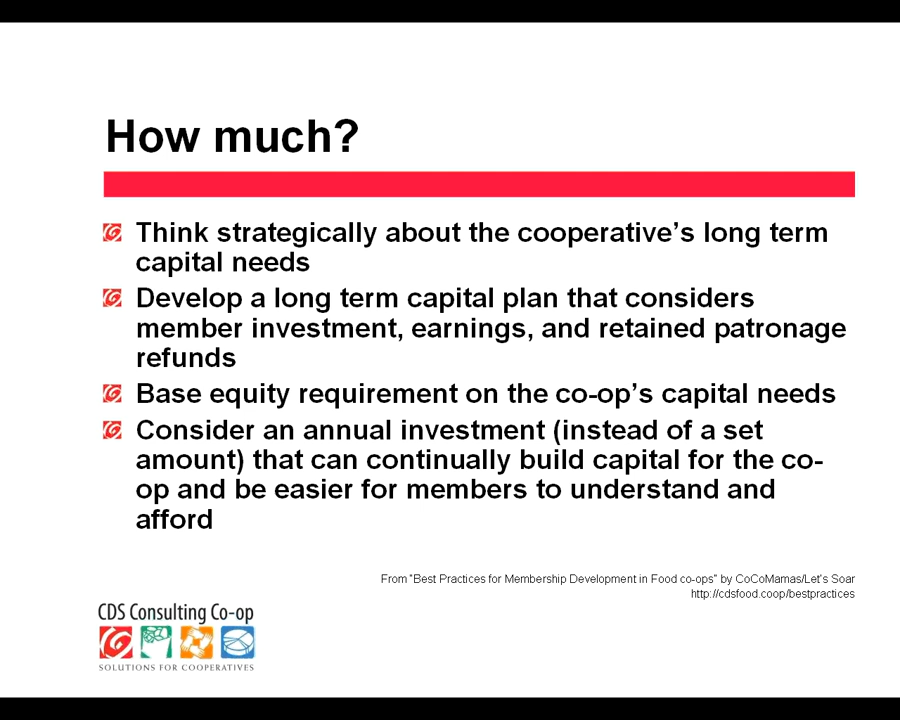 How much?
Think strategically about the cooperative’s long term
capital needs
Develop a long term capital plan that considers
member investment, earnings, and retained patronage
refunds
Base equity requirement on the co-op’s capital needs
Consider an annual investment (instead of a set
amount) that can continually build capital for the co-
op and be easier for members to understand and
afford
From "Best Practices for Membership Development in Food co-ops" by CoCoMamas/Let's Soar
http://cdsfood.coop/bestpractices
CDS Consulting Co-op
SOLUTIONS FOR COOPERATIVES